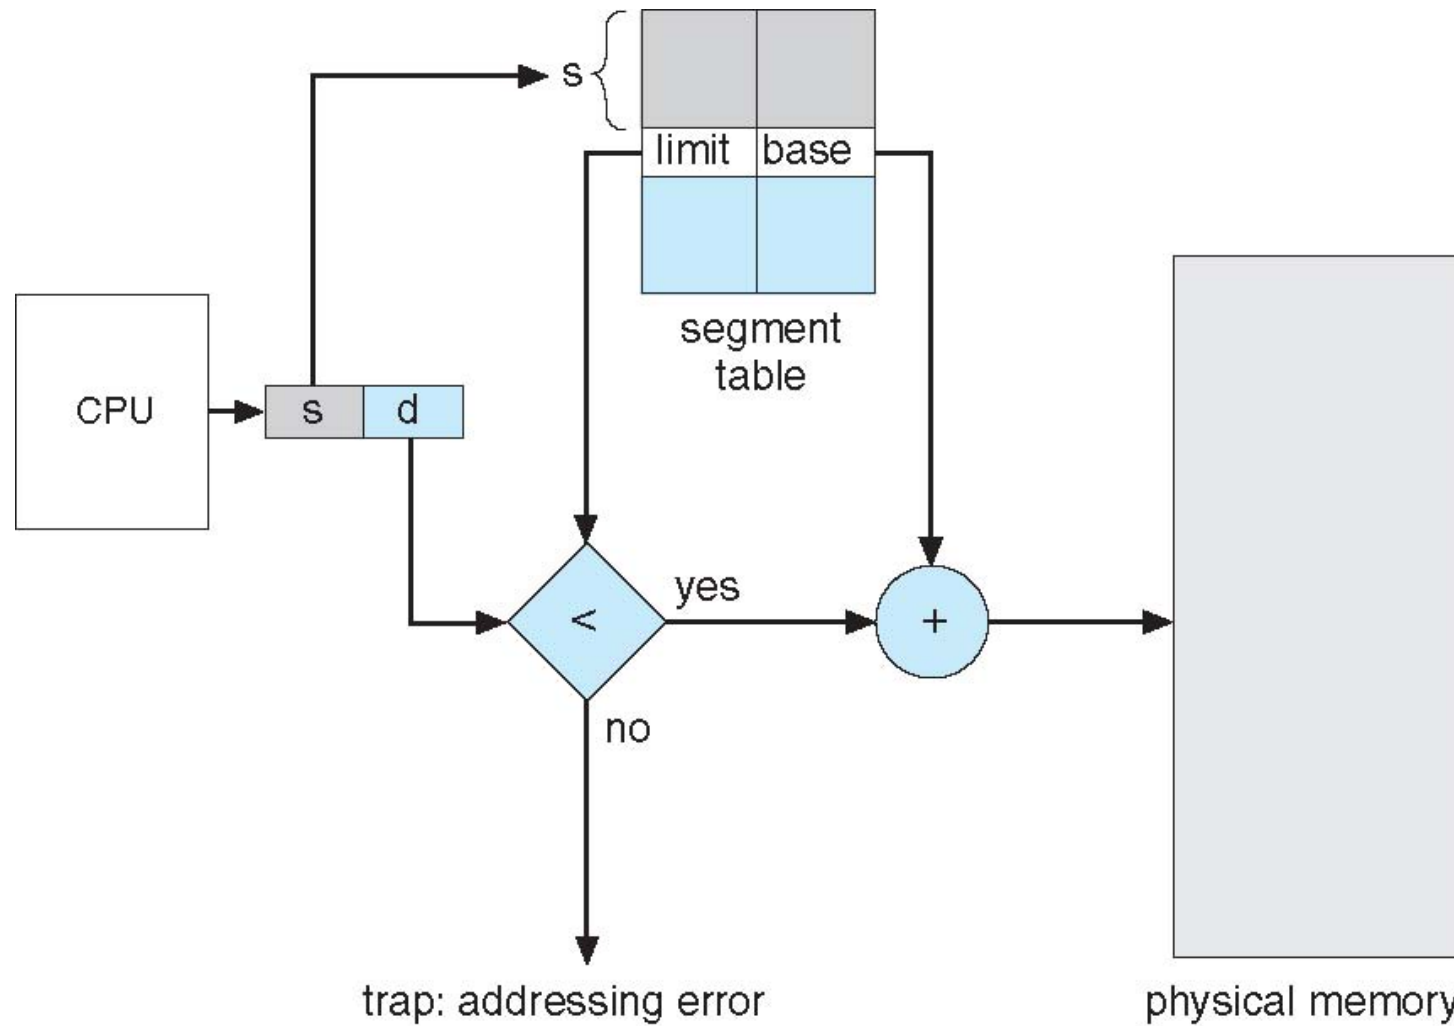 s
limit base
segment
table
CPU
s d
<
yes
+
no
trap: addressing error
physical memory